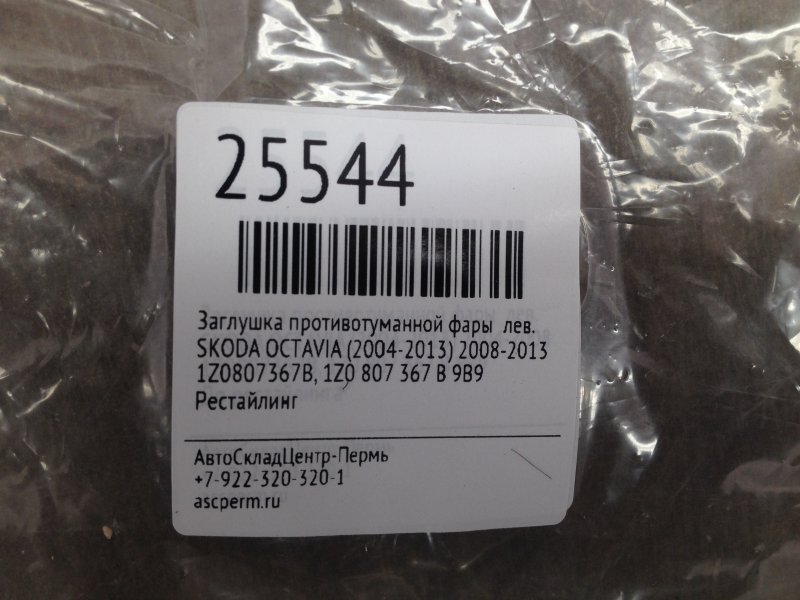 25544
Заглушка противотуманной фары лев.
SKODA OCTAVIA (2004-2013) 2008-2013
1Z0807367B, 1Z0 807 367 B 9B9
Рестайлинг
АвтоСкладЦентр-Пермь
+7-922-320-320-1
ascperm.ru